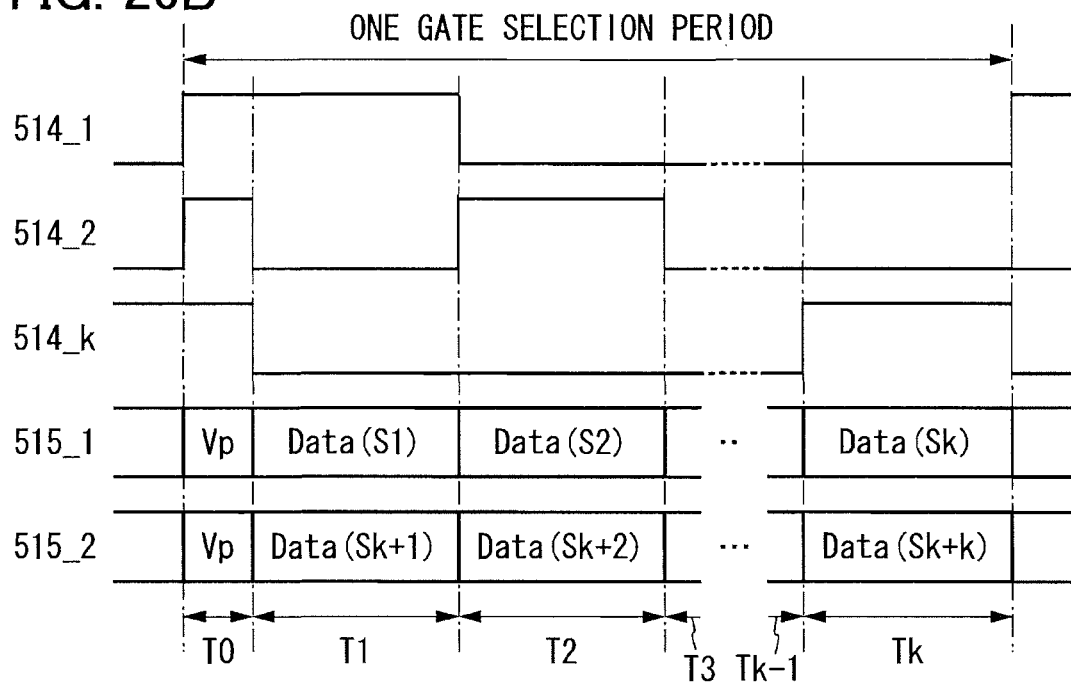 FIG. 20B
ONE GATE SELECTION PERIOD
514_1
514_2
514_k
515_1 Vp Data(S1) Data(S2) ·· Data(Sk)
515_2 Vp Data(Sk+1) Data(Sk+2) ··· Data(Sk+k)
T0 T1 T2 T3 Tk-1 Tk